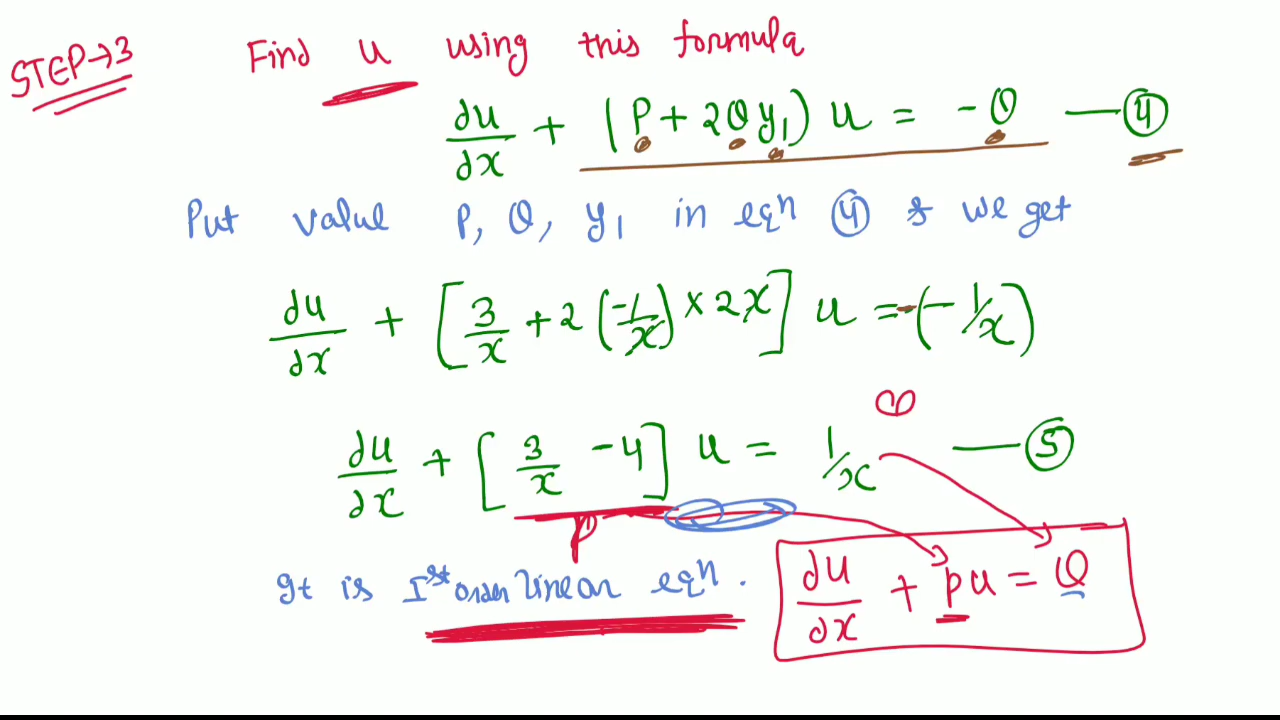 STEP→3 Find u using this formula
du/dx + (P + 2Q y₁) u = -Q — ④
Put value P, Q, y₁ in eqn ④ & we get
du/dx + [3/x + 2(-1/x) × 2x] u = -(-1/x)
du/dx + [3/x - 4] u = 1/x — ⑤
P
It is Ist order linear eqn.
du/dx + pu = Q